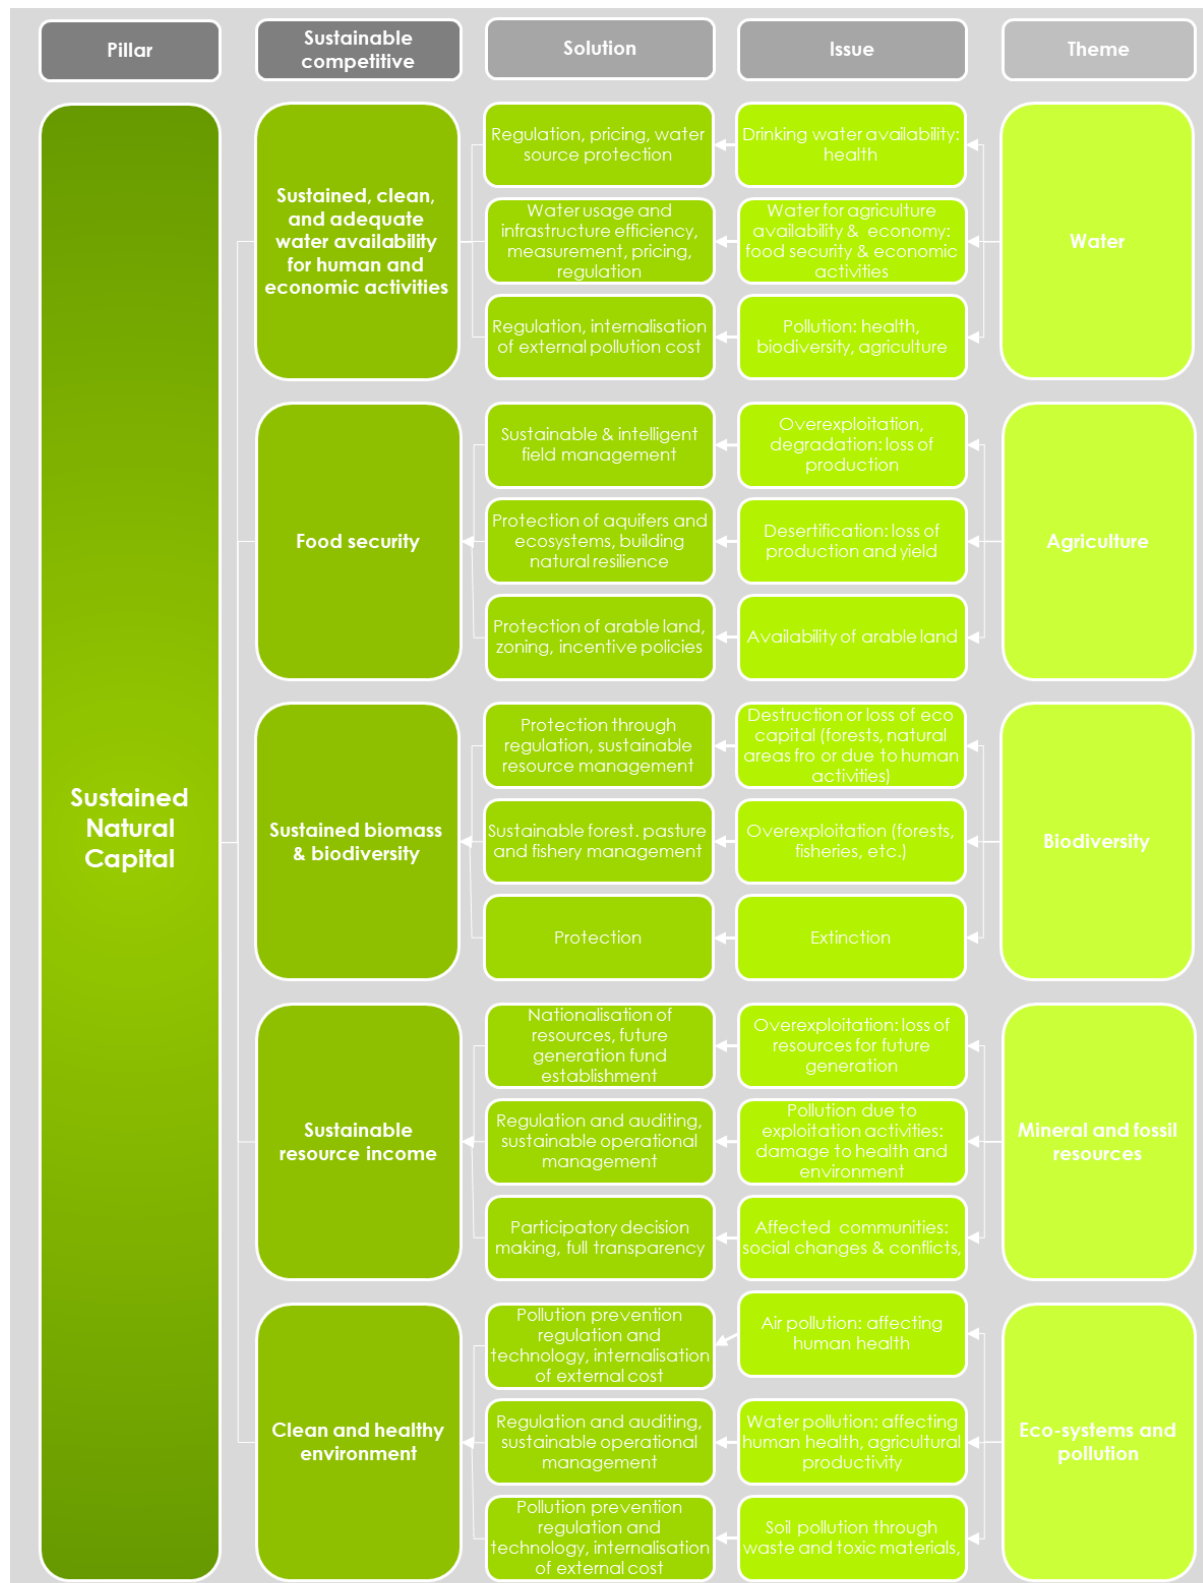 Pillar
Sustainable
competitive
Solution
Issue
Theme
Sustained
Natural
Capital
Sustained, clean,
and adequate
water availability
for human and
economic activities
Regulation, pricing, water
source protection
Drinking water availability:
health
Water usage and
infrastructure efficiency,
measurement, pricing,
regulation
Water for agriculture
availability & economy:
food security & economic
activities
Regulation, internalisation
of external pollution cost
Pollution: health,
biodiversity, agriculture
Water
Food security
Sustainable & intelligent
field management
Overexploitation,
degradation: loss of
production
Protection of aquifers and
ecosystems, building
natural resilience
Desertification: loss of
production and yield
Protection of arable land,
zoning, incentive policies
Availability of arable land
Agriculture
Sustained biomass
& biodiversity
Protection through
regulation, sustainable
resource management
Destruction or loss of eco
capital (forests, natural
areas fro or due to human
activities)
Sustainable forest. pasture
and fishery management
Overexploitation (forests,
fisheries, etc.)
Protection
Extinction
Biodiversity
Sustainable
resource income
Nationalisation of
resources, future
generation fund
establishment
Overexploitation: loss of
resources for future
generation
Regulation and auditing,
sustainable operational
management
Pollution due to
exploitation activities:
damage to health and
environment
Participatory decision
making, full transparency
Affected communities:
social changes & conflicts,
Mineral and fossil
resources
Clean and healthy
environment
Pollution prevention
regulation and
technology, internalisation
of external cost
Air pollution: affecting
human health
Regulation and auditing,
sustainable operational
management
Water pollution: affecting
human health, agricultural
productivity
Pollution prevention
regulation and
technology, internalisation
of external cost
Soil pollution through
waste and toxic materials,
Eco-systems and
pollution